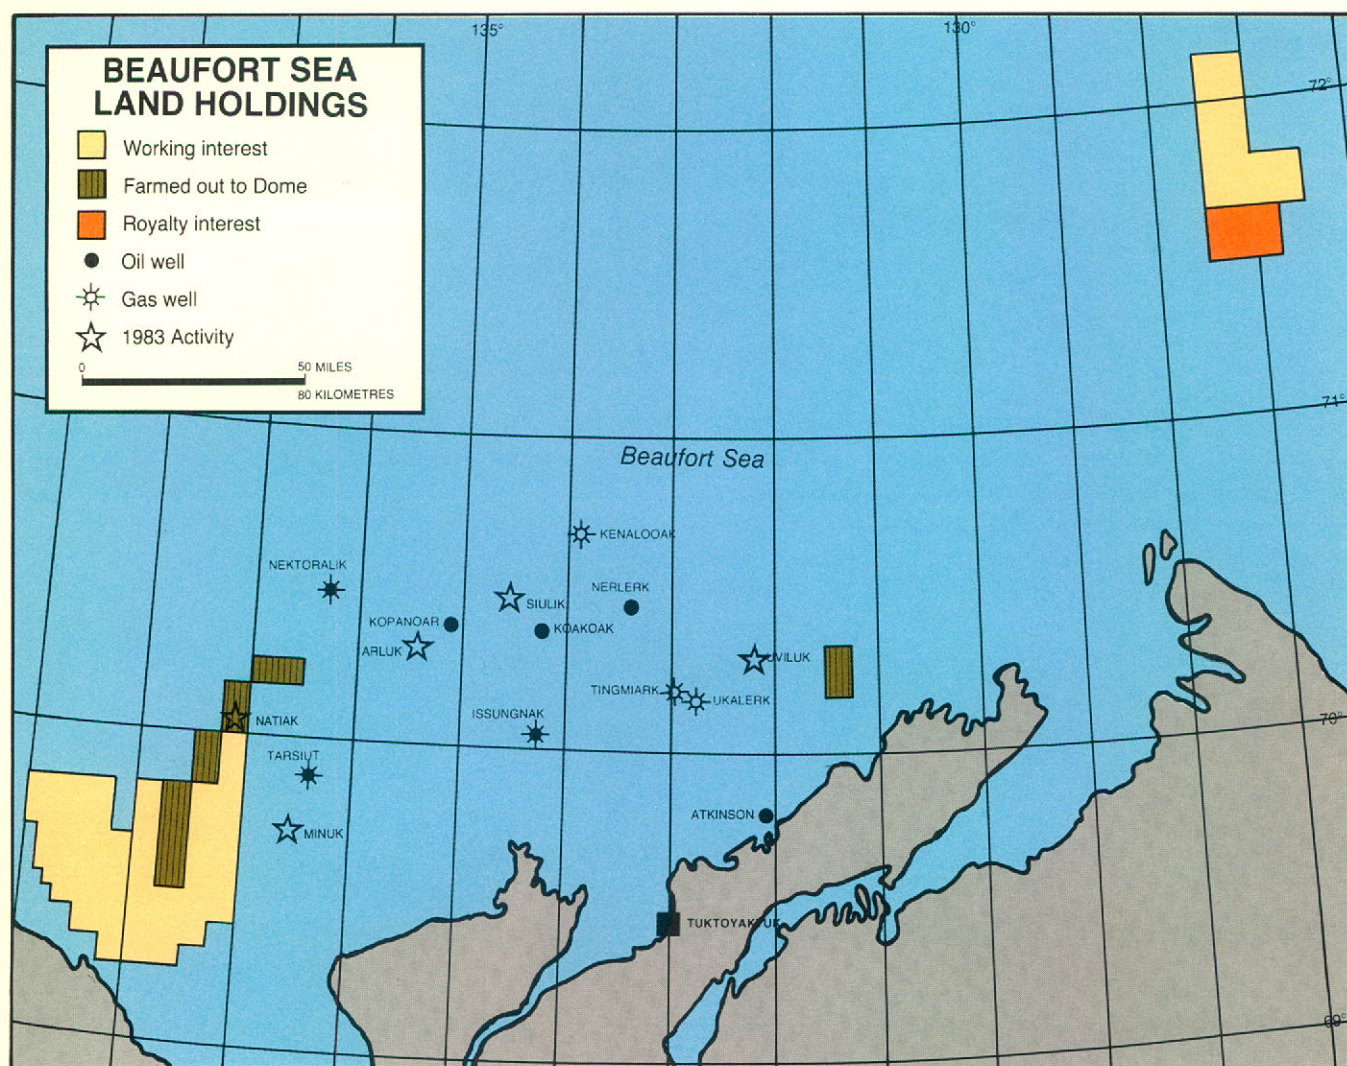 135°
130°
BEAUFORT SEA
LAND HOLDINGS
72°
Working interest
Farmed out to Dome
Royalty interest
Oil well
Gas well
1983 Activity
0
50 MILES
80 KILOMETRES
71°
Beaufort Sea
KENALOOAK
NEKTORALIK
NERLERK
SIULIK
KOPANOAR
KOAKOAK
ARLUK
UVILUK
TINGMIARK
UKALERK
ISSUNGNAK
NATIAK
70°
TARSIUT
ATKINSON
MINUK
TUKTOYAKTUK
69°